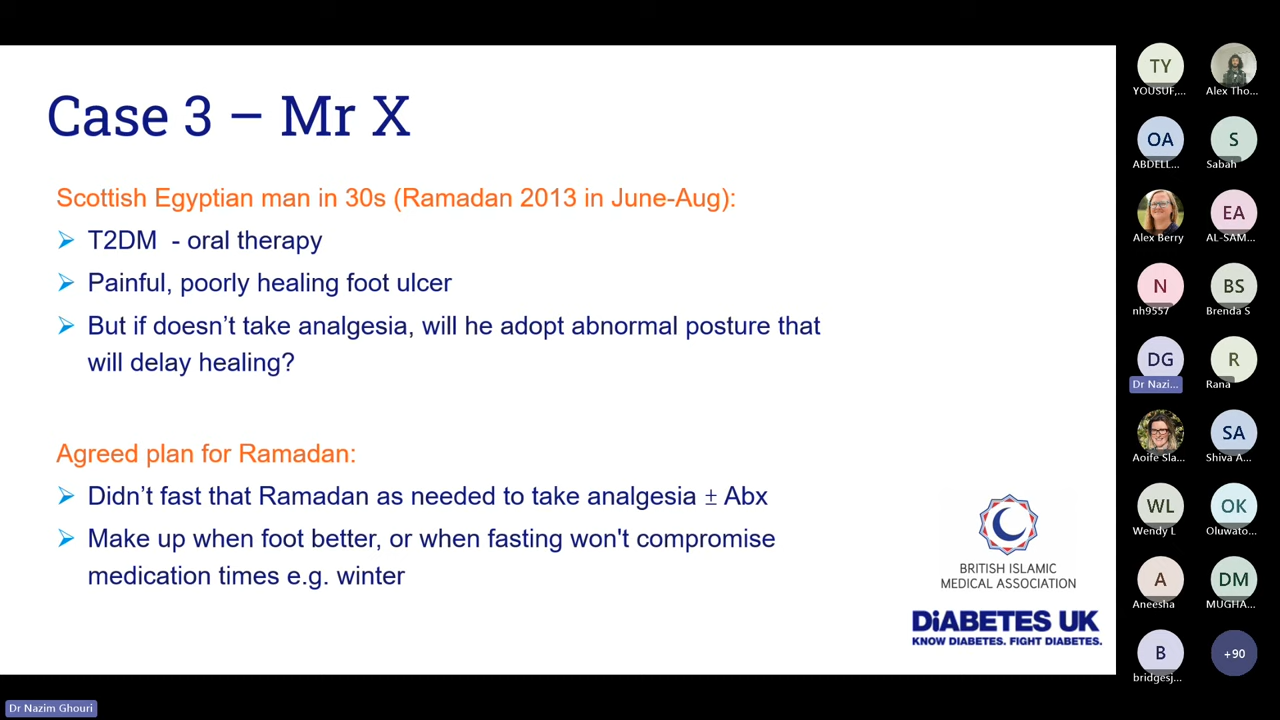 Case 3 – Mr X
Scottish Egyptian man in 30s (Ramadan 2013 in June-Aug):
T2DM  - oral therapy
Painful, poorly healing foot ulcer
But if doesn’t take analgesia, will he adopt abnormal posture that
will delay healing?
Agreed plan for Ramadan:
Didn’t fast that Ramadan as needed to take analgesia ± Abx
Make up when foot better, or when fasting won't compromise
medication times e.g. winter
BRITISH ISLAMIC
MEDICAL ASSOCIATION
DiABETES UK
KNOW DIABETES. FIGHT DIABETES.
TY
YOUSUF,...
Alex Tho...
OA
ABDELL...
S
Sabah
Alex Berry
EA
AL-SAM...
N
nh9557
BS
Brenda S
DG
Dr Nazi...
R
Rana
Aoife Sla...
SA
Shiva A...
WL
Wendy L
OK
Oluwato...
A
Aneesha
DM
MUGHA...
B
bridgesj...
+90
Dr Nazim Ghouri